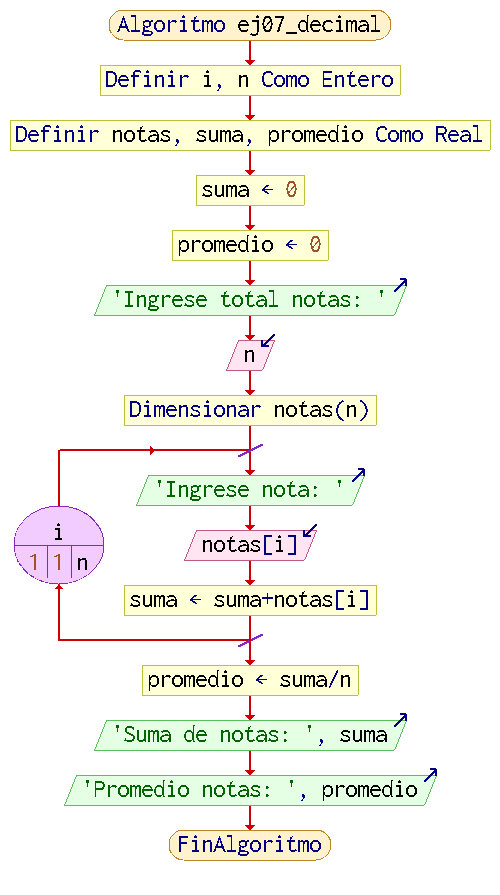 Algoritmo ej07_decimal
Definir i, n Como Entero
Definir notas, suma, promedio Como Real
suma ← 0
promedio ← 0
'Ingrese total notas: '
n
Dimensionar notas(n)
'Ingrese nota: '
i
1 1 n
notas[i]
suma ← suma+notas[i]
promedio ← suma/n
'Suma de notas: ', suma
'Promedio notas: ', promedio
FinAlgoritmo